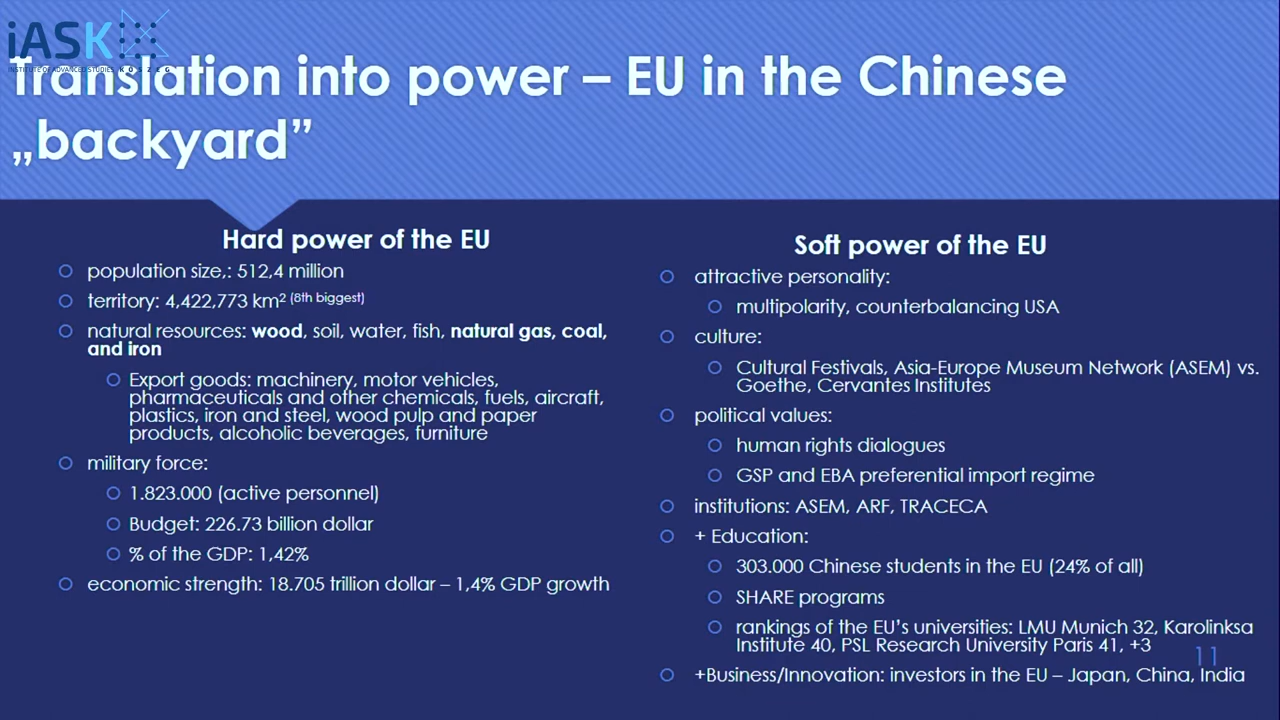 iASK
INSTITUTE OF ADVANCED STUDIES KŐSZEG
Translation into power – EU in the Chinese
„backyard”
Hard power of the EU
population size,: 512,4 million
territory: 4,422,773 km² (8th biggest)
natural resources: wood, soil, water, fish, natural gas, coal,
and iron
Export goods: machinery, motor vehicles,
pharmaceuticals and other chemicals, fuels, aircraft,
plastics, iron and steel, wood pulp and paper
products, alcoholic beverages, furniture
military force:
1.823.000 (active personnel)
Budget: 226.73 billion dollar
% of the GDP: 1,42%
economic strength: 18.705 trillion dollar – 1,4% GDP growth
Soft power of the EU
attractive personality:
multipolarity, counterbalancing USA
culture:
Cultural Festivals, Asia-Europe Museum Network (ASEM) vs.
Goethe, Cervantes Institutes
political values:
human rights dialogues
GSP and EBA preferential import regime
institutions: ASEM, ARF, TRACECA
+ Education:
303.000 Chinese students in the EU (24% of all)
SHARE programs
rankings of the EU’s universities: LMU Munich 32, Karolinksa
Institute 40, PSL Research University Paris 41, +3
+Business/Innovation: investors in the EU – Japan, China, India
11